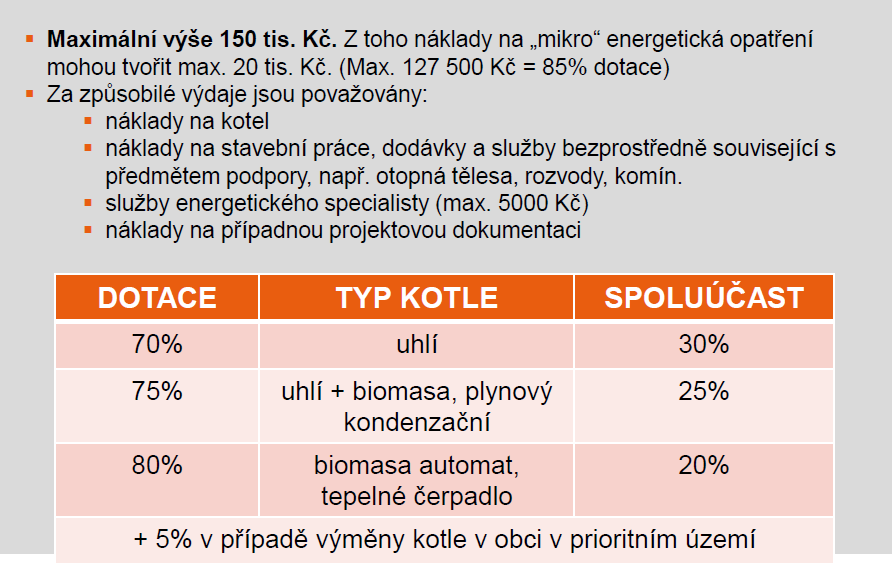 ▪ Maximální výše 150 tis. Kč. Z toho náklady na „mikro“ energetická opatření
mohou tvořit max. 20 tis. Kč. (Max. 127 500 Kč = 85% dotace)
▪ Za způsobilé výdaje jsou považovány:
▪ náklady na kotel
▪ náklady na stavební práce, dodávky a služby bezprostředně související s
předmětem podpory, např. otopná tělesa, rozvody, komín.
▪ služby energetického specialisty (max. 5000 Kč)
▪ náklady na případnou projektovou dokumentaci
DOTACE TYP KOTLE SPOLUÚČAST
70% uhlí 30%
75% uhlí + biomasa, plynový 25%
kondenzační
80% biomasa automat, 20%
tepelné čerpadlo
+ 5% v případě výměny kotle v obci v prioritním území